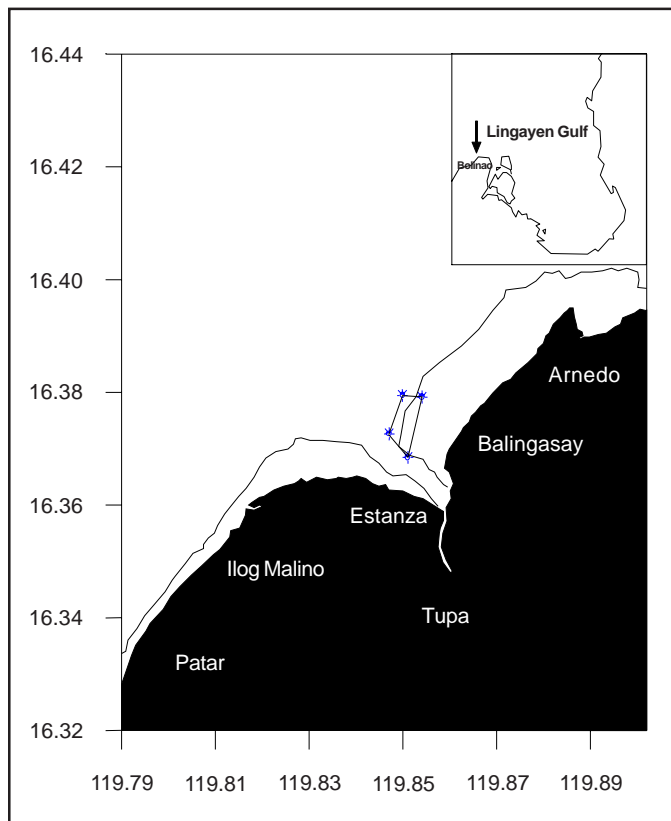 16.44
16.42
16.40
16.38
16.36
16.34
16.32
119.79 119.81 119.83 119.85 119.87 119.89
Lingayen Gulf
Bolinao
Arnedo
Balingasay
Estanza
Ilog Malino
Tupa
Patar